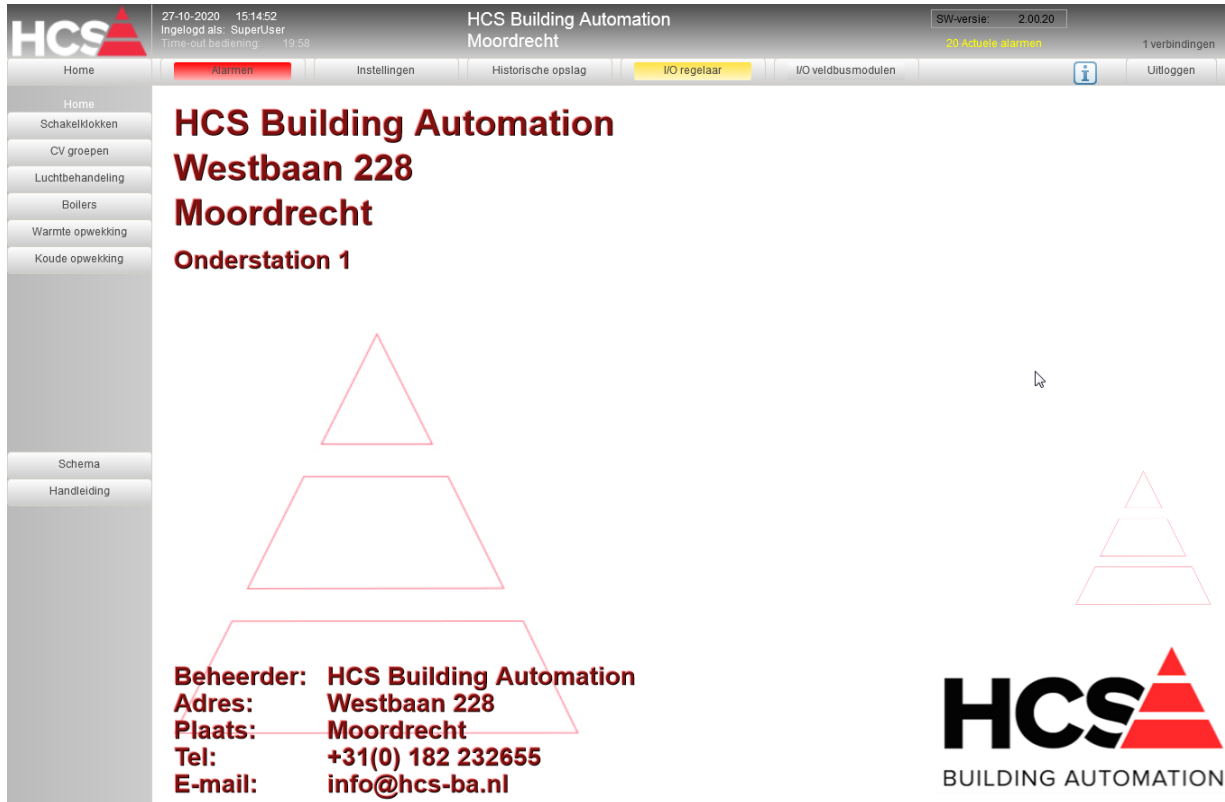 HCS
27-10-2020 15:14:52
Ingelogd als: SuperUser
Time-out bediening: 19:58
HCS Building Automation
Moordrecht
SW-versie: 2.00.20
20 Actuele alarmen
1 verbindingen
Home
Alarmen
Instellingen
Historische opslag
I/O regelaar
I/O veldbusmodulen
i
Uitloggen
Home
Schakelklokken
CV groepen
Luchtbehandeling
Boilers
Warmte opwekking
Koude opwekking
Schema
Handleiding
HCS Building Automation
Westbaan 228
Moordrecht
Onderstation 1
Beheerder: HCS Building Automation
Adres: Westbaan 228
Plaats: Moordrecht
Tel: +31(0) 182 232655
E-mail: info@hcs-ba.nl
HCS
BUILDING AUTOMATION